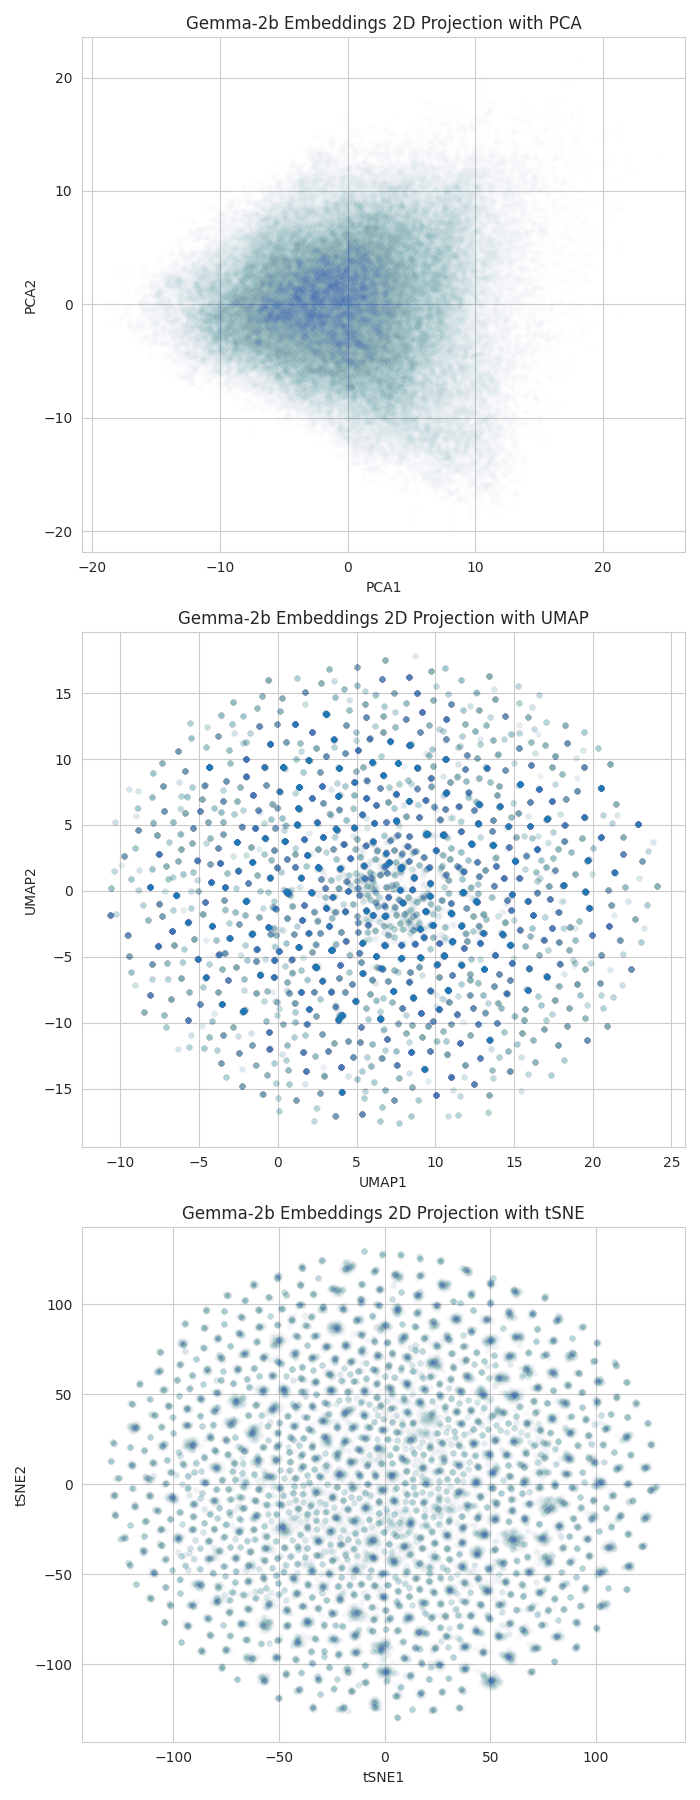 Gemma-2b Embeddings 2D Projection with PCA
20
10
0
−10
−20
PCA2
−20 −10 0 10 20
PCA1
Gemma-2b Embeddings 2D Projection with UMAP
15
10
5
0
−5
−10
−15
UMAP2
−10 −5 0 5 10 15 20 25
UMAP1
Gemma-2b Embeddings 2D Projection with tSNE
100
50
0
−50
−100
tSNE2
−100 −50 0 50 100
tSNE1